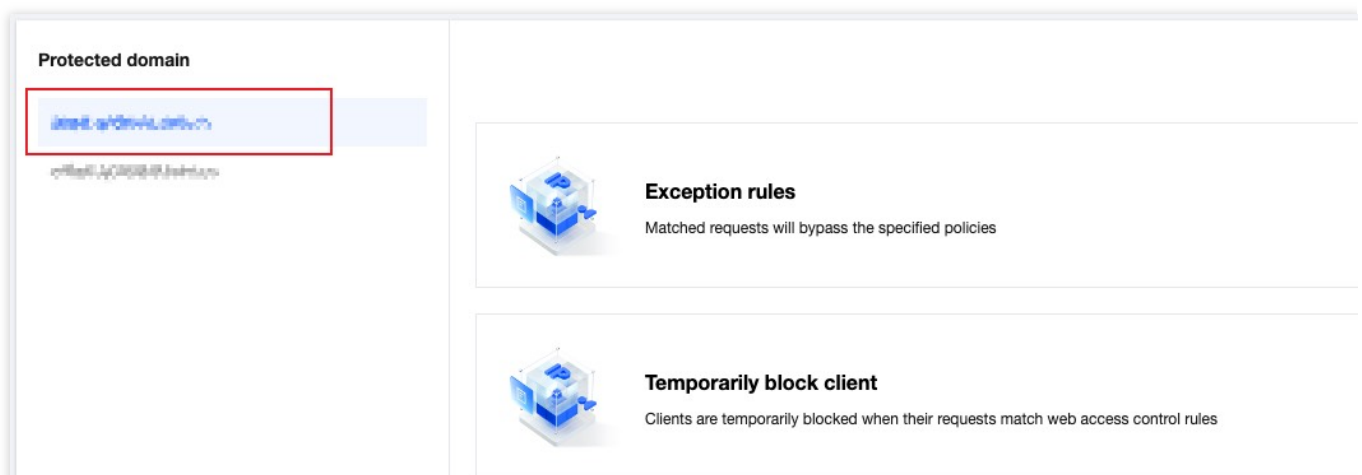 Protected domain
Exception rules
Matched requests will bypass the specified policies
Temporarily block client
Clients are temporarily blocked when their requests match web access control rules